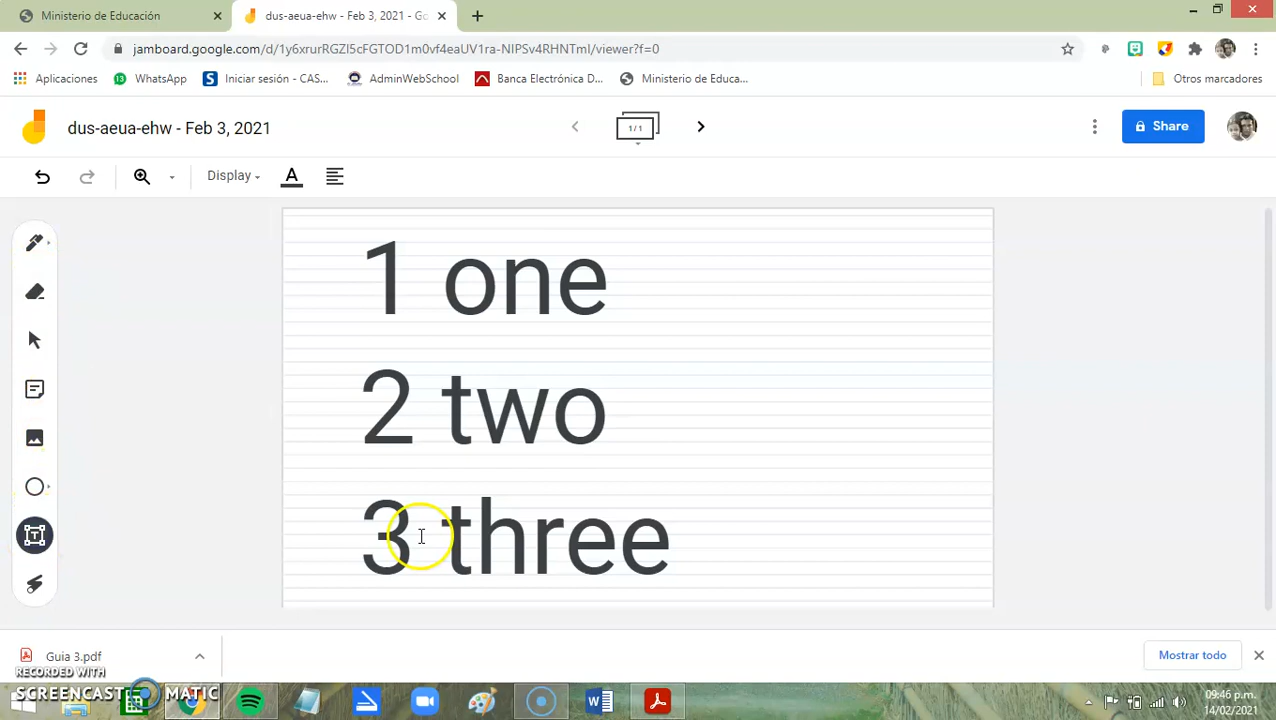 Ministerio de Educación
dus-aeua-ehw - Feb 3, 2021 - Go
jamboard.google.com/d/1y6xrurRGZl5cFGTOD1m0vf4eaUV1ra-NIPSv4RHNTmI/viewer?f=0
Aplicaciones
WhatsApp
Iniciar sesión - CAS...
AdminWebSchool
Banca Electrónica D...
Ministerio de Educa...
Otros marcadores
dus-aeua-ehw - Feb 3, 2021
1/1
Share
Display
A
1 one
2 two
3 three
Guia 3.pdf
Mostrar todo
RECORDED WITH
SCREENCAST MATIC
09:46 p.m.
14/02/2021